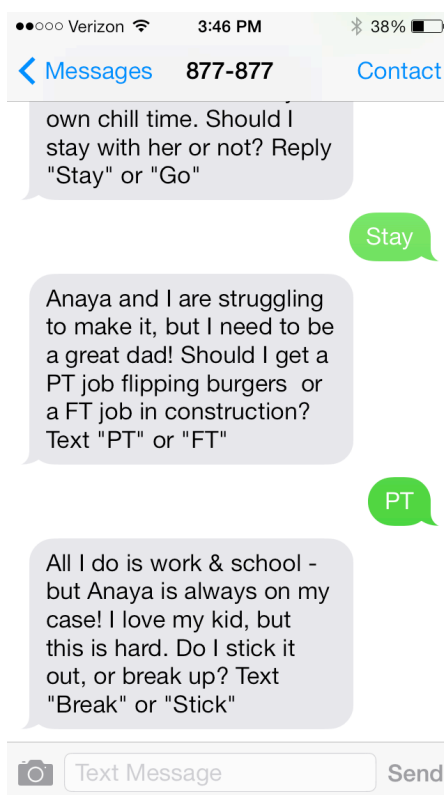 Verizon 3:46 PM 38%
Messages 877-877 Contact
own chill time. Should I
stay with her or not? Reply
"Stay" or "Go"
Stay
Anaya and I are struggling
to make it, but I need to be
a great dad! Should I get a
PT job flipping burgers  or
a FT job in construction?
Text "PT" or "FT"
PT
All I do is work & school -
but Anaya is always on my
case! I love my kid, but
this is hard. Do I stick it
out, or break up? Text
"Break" or "Stick"
Text Message Send